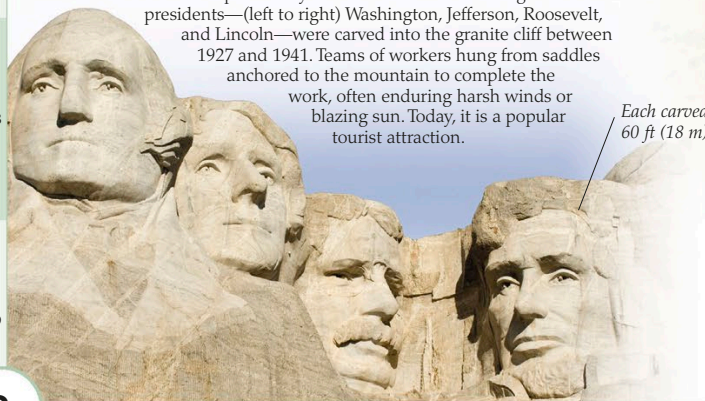 presidents—(left to right) Washington, Jefferson, Roosevelt,
and Lincoln—were carved into the granite cliff between
1927 and 1941. Teams of workers hung from saddles
anchored to the mountain to complete the
work, often enduring harsh winds or
blazing sun. Today, it is a popular
tourist attraction.
Each carved
60 ft (18 m)